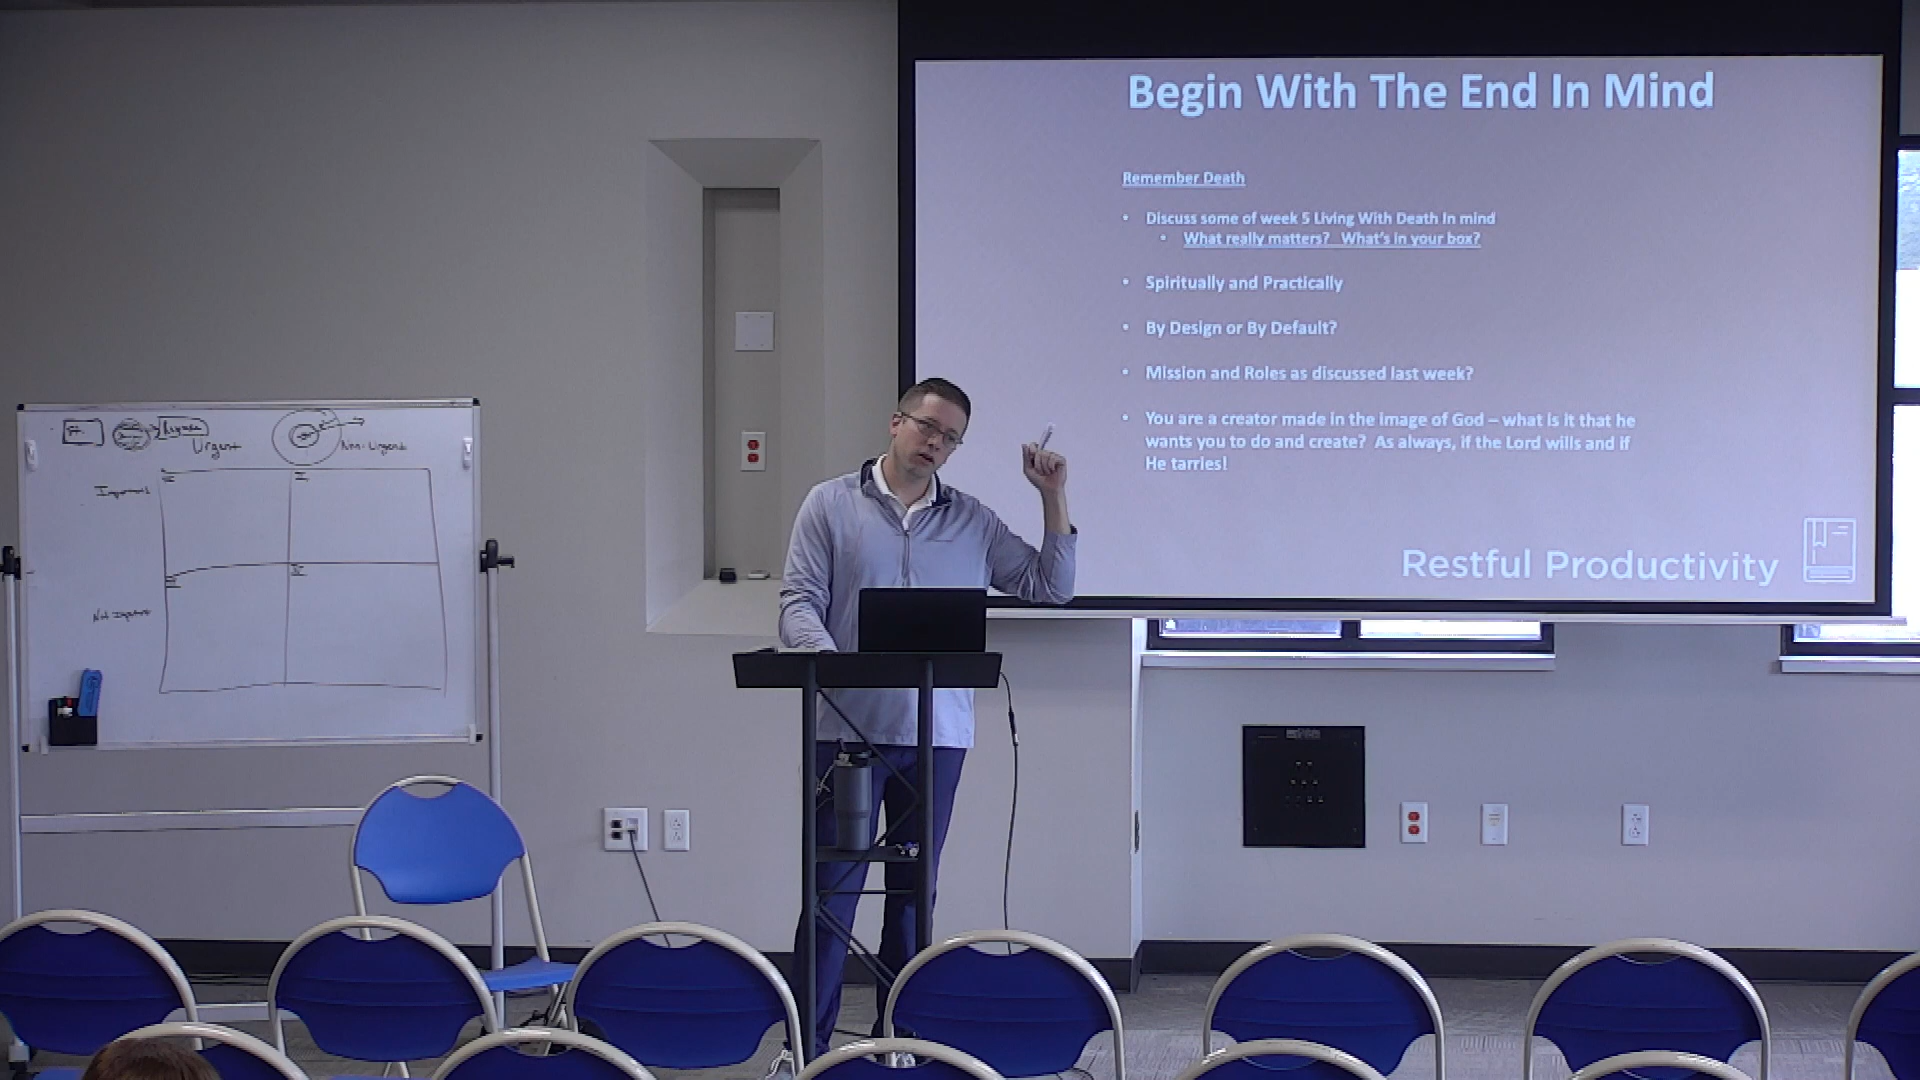 Begin With The End In Mind
Remember Death
• Discuss some of week 5 Living With Death In mind
• What really matters? What's in your box?
• Spiritually and Practically
• By Design or By Default?
• Mission and Roles as discussed last week?
• You are a creator made in the image of God – what is it that he
wants you to do and create? As always, if the Lord wills and if
He tarries!
Restful Productivity
St.
Response
Urgent
Non-Urgent
Important
Not Important